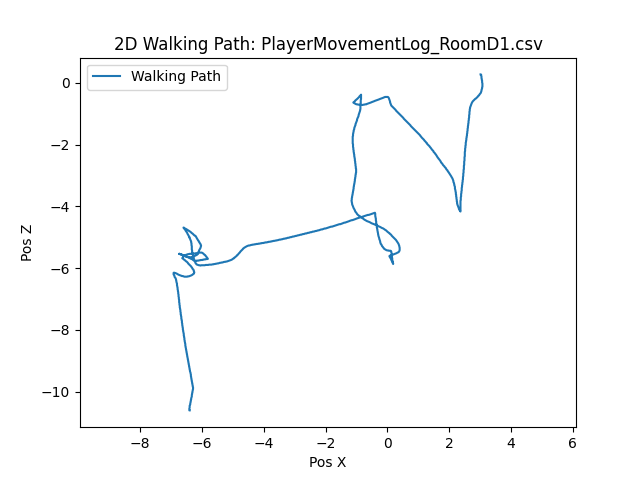 2D Walking Path: PlayerMovementLog_RoomD1.csv
Walking Path
0
−2
−4
−6
−8
−10
Pos Z
−8 −6 −4 −2 0 2 4 6
Pos X